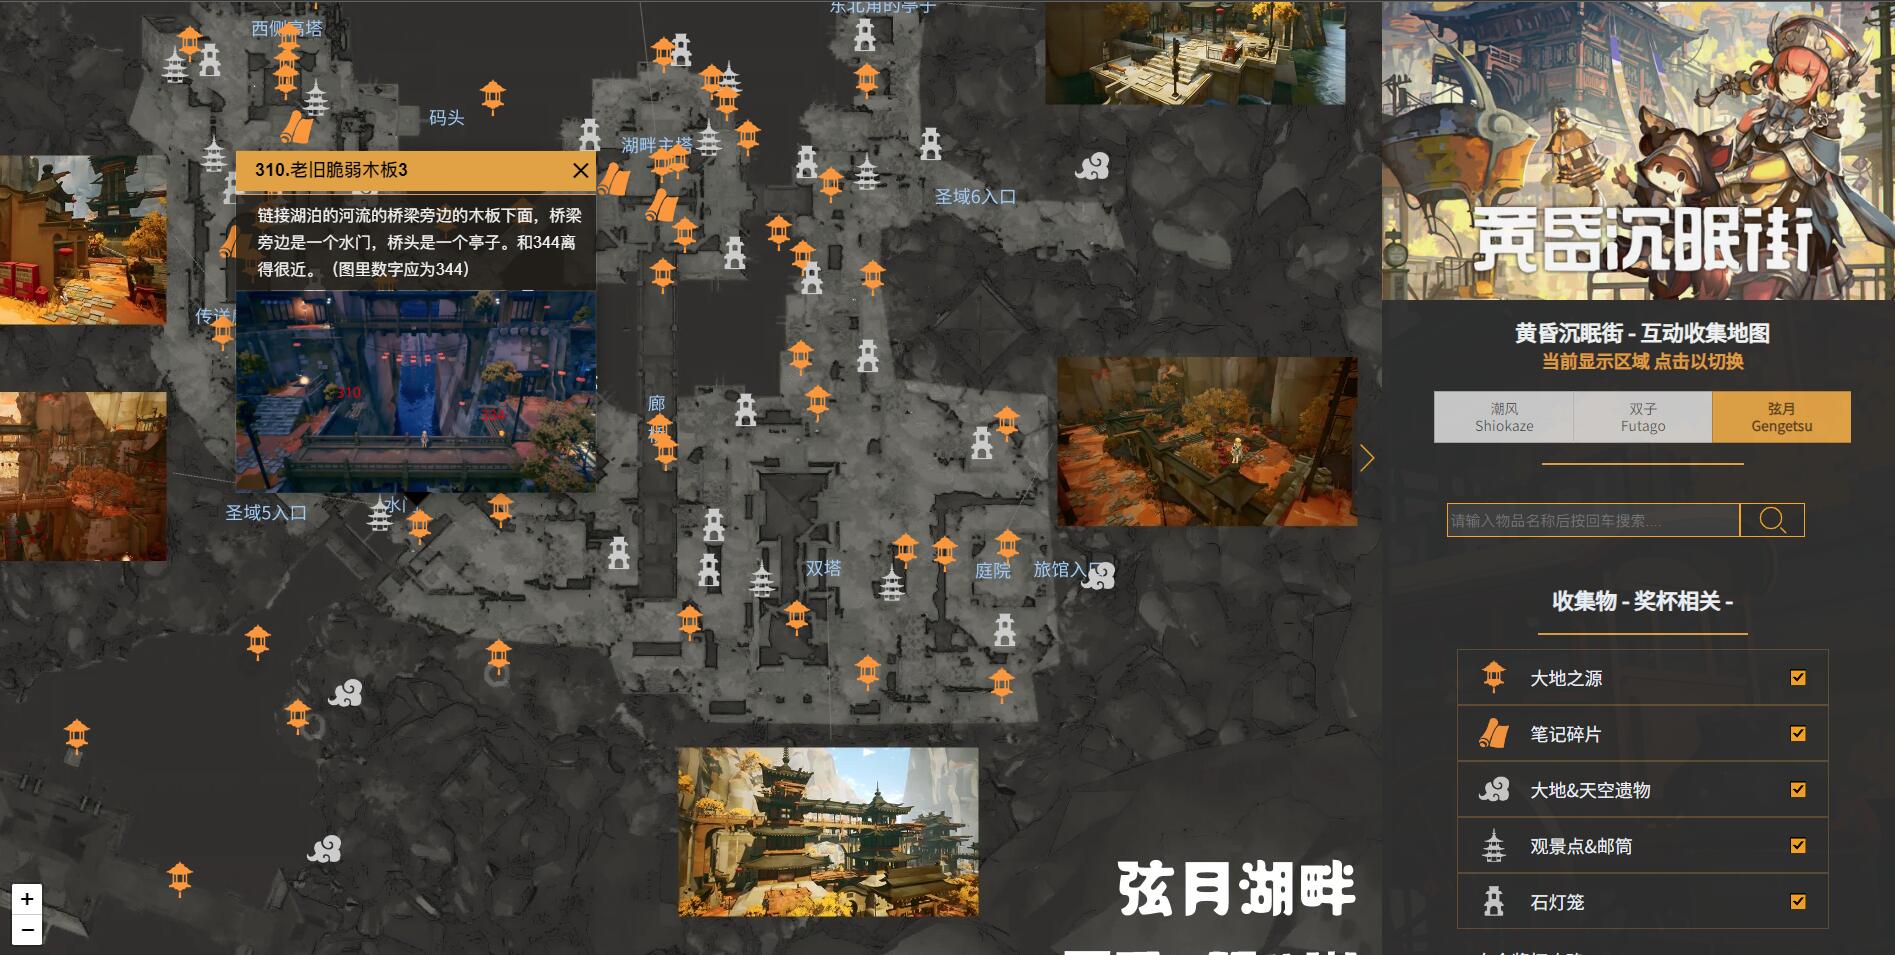 东北角的亭子
西侧高塔
码头
湖畔主塔
圣域6入口
310.老旧脆弱木板3
链接湖泊的河流的桥梁旁边的木板下面，桥梁
旁边是一个水门，桥头是一个亭子。和344离
得很近。（图里数字应为344）
310
传送
廊
水门
圣域5入口
双塔
庭院
旅馆入口
弦月湖畔
+
−
黄昏沉眠街
黄昏沉眠街 - 互动收集地图
当前显示区域 点击以切换
潮风
Shiokaze
双子
Futago
弦月
Gengetsu
请输入物品名称后按回车搜索....
收集物 - 奖杯相关 -
大地之源
笔记碎片
大地&天空遗物
观景点&邮筒
石灯笼